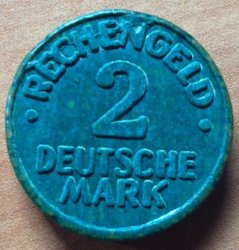 · RECHENGELD ·
2
DEUTSCHE
MARK